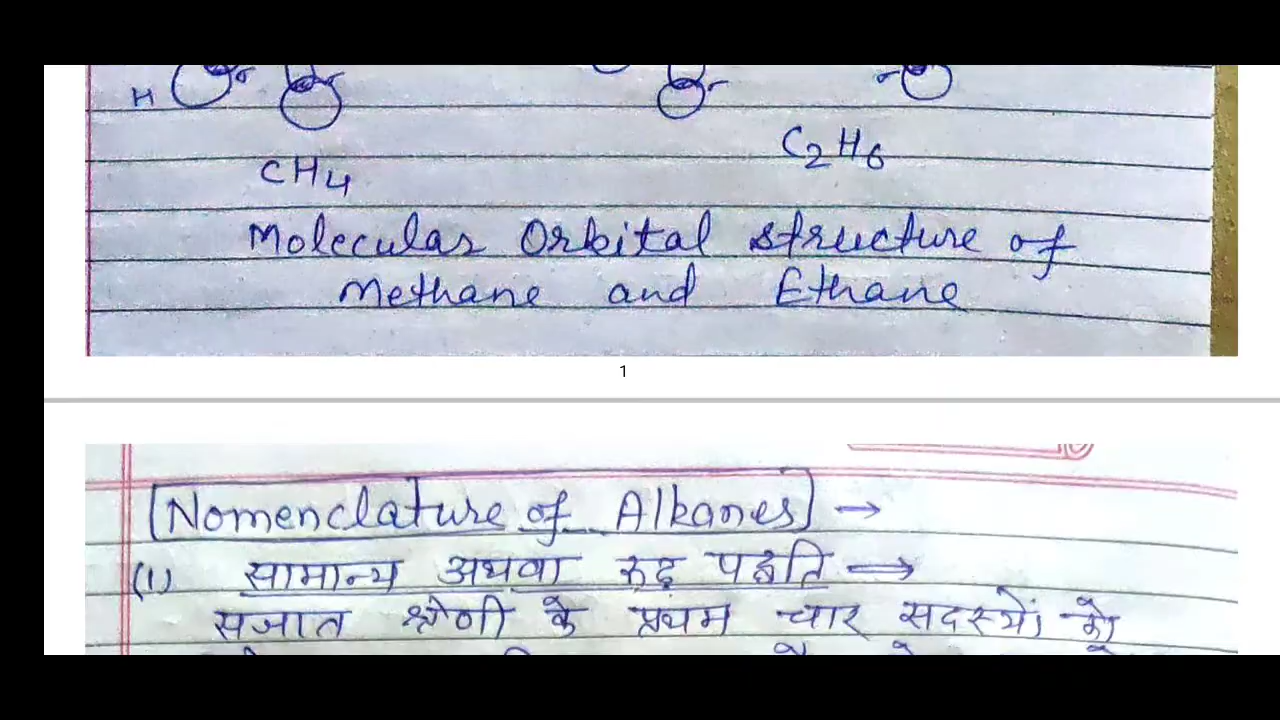 H σ σ σ σ
CH4 C2H6
Molecular Orbital structure of
Methane and Ethane
1
Nomenclature of Alkanes →
(1) सामान्य अथवा रूढ़ पद्धति →
सजात श्रेणी के प्रथम चार सदस्यों को